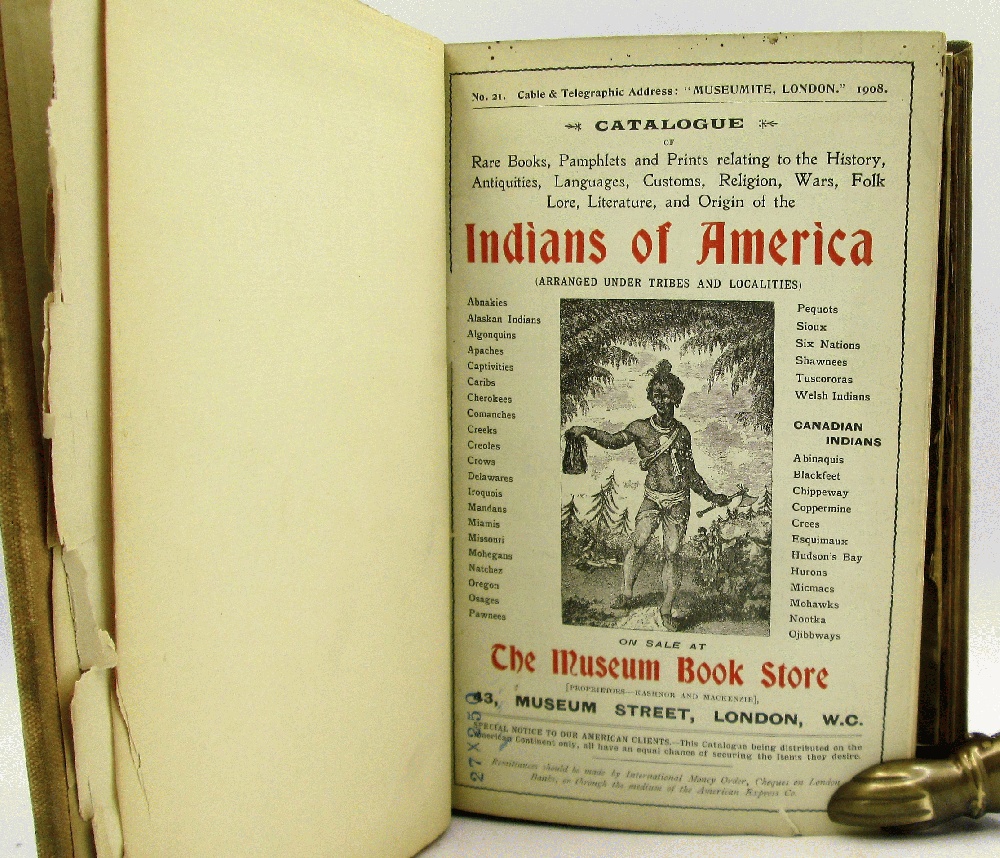 No. 21. Cable & Telegraphic Address: "MUSEUMITE, LONDON." 1908.
CATALOGUE
OF
Rare Books, Pamphlets and Prints relating to the History,
Antiquities, Languages, Customs, Religion, Wars, Folk
Lore, Literature, and Origin of the
Indians of America
(ARRANGED UNDER TRIBES AND LOCALITIES)
Abnakies
Alaskan Indians
Algonquins
Apaches
Captivities
Caribs
Cherokees
Comanches
Creeks
Creoles
Crows
Delawares
Iroquois
Mandans
Miamis
Missouri
Mohegans
Natchez
Oregon
Osages
Pawnees
Pequots
Sioux
Six Nations
Shawnees
Tuscororas
Welsh Indians
CANADIAN
INDIANS
Abinaquis
Blackfeet
Chippeway
Coppermine
Crees
Esquimaux
Hudson's Bay
Hurons
Micmacs
Mohawks
Nootka
Ojibbways
ON SALE AT
The Museum Book Store
[PROPRIETORS—KASHNOR AND MACKENZIE],
43, MUSEUM STREET, LONDON, W.C.
SPECIAL NOTICE TO OUR AMERICAN CLIENTS.—This Catalogue being distributed on the
American Continent only, all have an equal chance of securing the items they desire.
Remittances should be made by International Money Order, Cheques on London
Banks, or through the medium of the American Express Co.
27 X 250